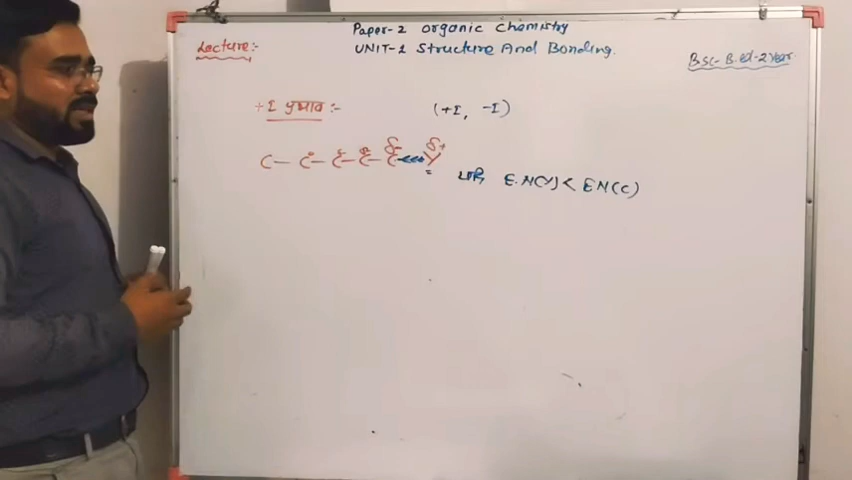 Paper-2 organic chemistry
Lecture:-
UNIT-1 Structure And Bonding.
BSc-B.ed-2Year
+I प्रभाव :- (+I, -I)
δ- δ+
C- C- C- C- C Y
यदि E.N(Y) < EN(C)